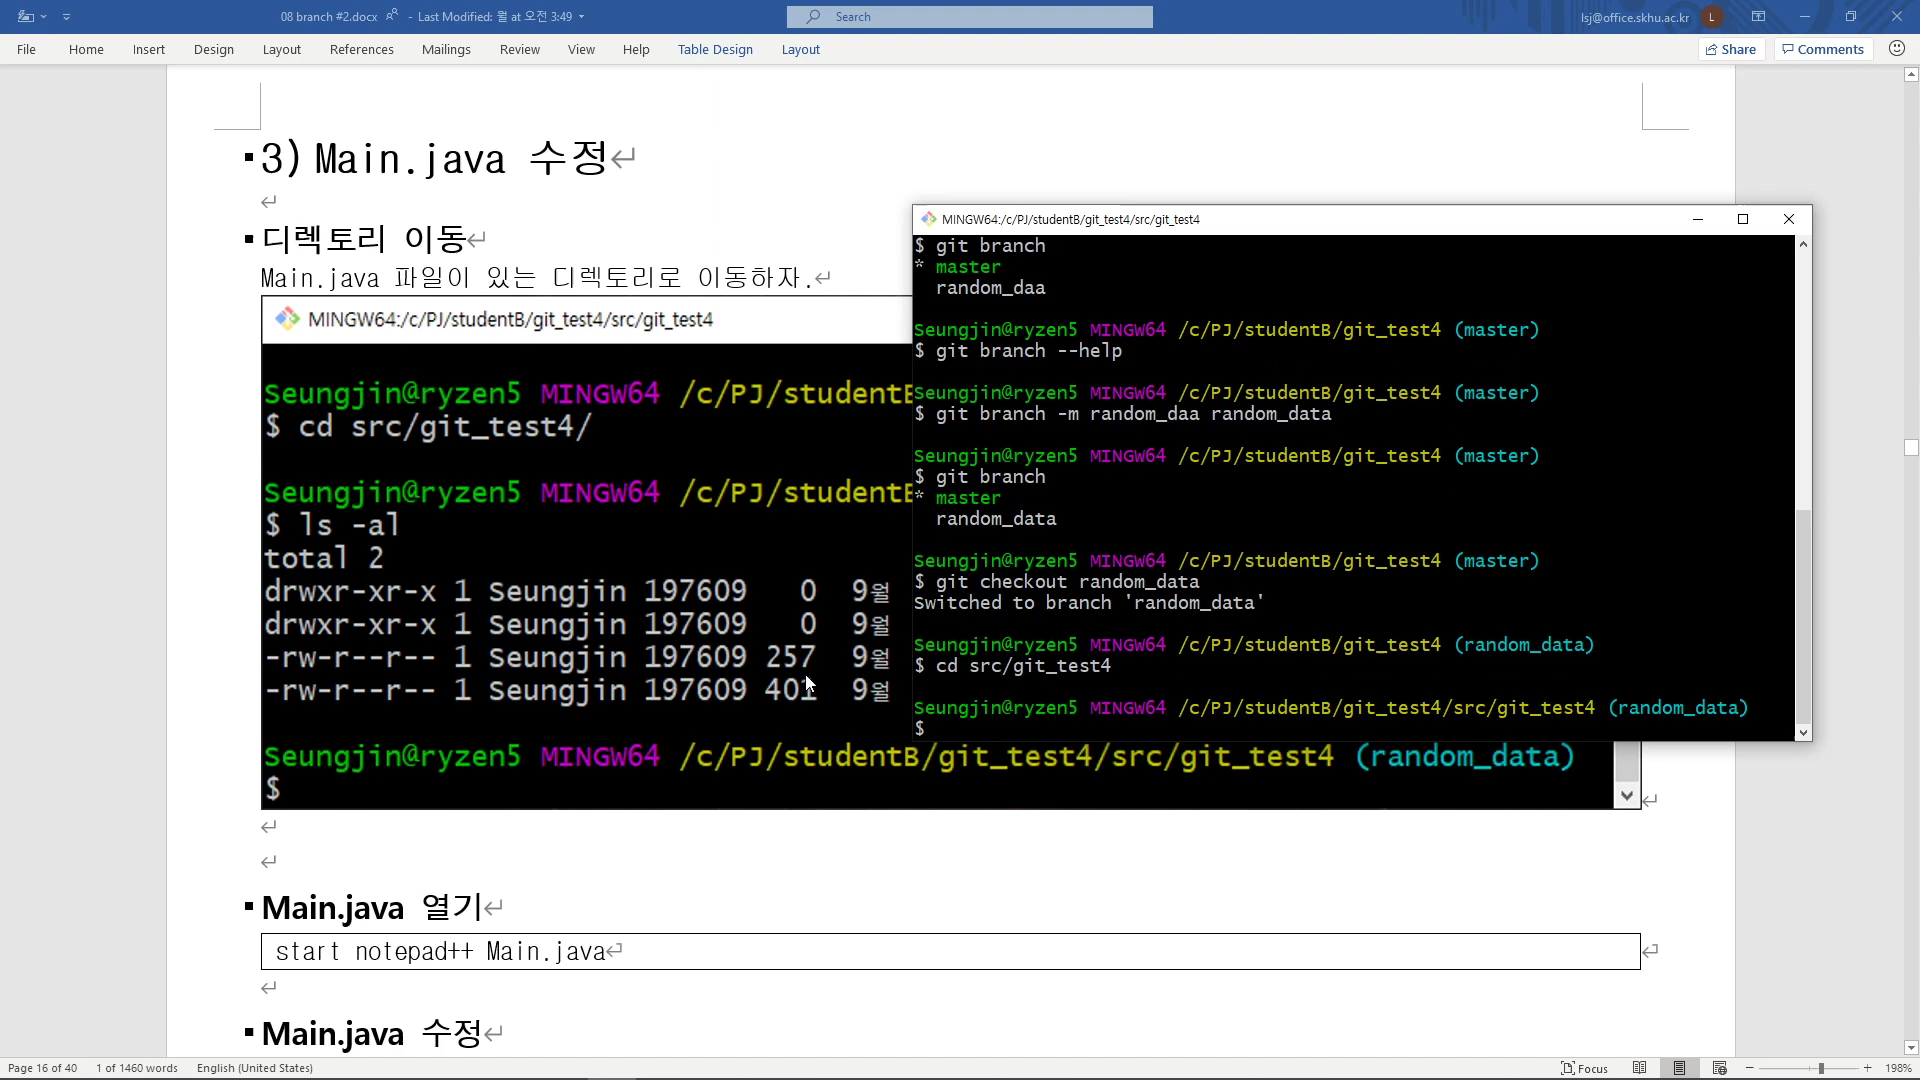 08 branch #2.docx - Last Modified: 월 at 오전 3:49
Search
lsj@office.skhu.ac.kr
L
File Home Insert Design Layout References Mailings Review View Help Table Design Layout
Share
Comments
3) Main.java 수정
디렉토리 이동
Main.java 파일이 있는 디렉토리로 이동하자.
MINGW64:/c/PJ/studentB/git_test4/src/git_test4
Seungjin@ryzen5 MINGW64 /c/PJ/studentB
$ cd src/git_test4/
Seungjin@ryzen5 MINGW64 /c/PJ/studentB
$ ls -al
total 2
drwxr-xr-x 1 Seungjin 197609 0 9월
drwxr-xr-x 1 Seungjin 197609 0 9월
-rw-r--r-- 1 Seungjin 197609 257 9월
-rw-r--r-- 1 Seungjin 197609 401 9월
Seungjin@ryzen5 MINGW64 /c/PJ/studentB/git_test4/src/git_test4 (random_data)
$
MINGW64:/c/PJ/studentB/git_test4/src/git_test4
$ git branch
* master
random_daa
Seungjin@ryzen5 MINGW64 /c/PJ/studentB/git_test4 (master)
$ git branch --help
Seungjin@ryzen5 MINGW64 /c/PJ/studentB/git_test4 (master)
$ git branch -m random_daa random_data
Seungjin@ryzen5 MINGW64 /c/PJ/studentB/git_test4 (master)
$ git branch
* master
random_data
Seungjin@ryzen5 MINGW64 /c/PJ/studentB/git_test4 (master)
$ git checkout random_data
Switched to branch 'random_data'
Seungjin@ryzen5 MINGW64 /c/PJ/studentB/git_test4 (random_data)
$ cd src/git_test4
Seungjin@ryzen5 MINGW64 /c/PJ/studentB/git_test4/src/git_test4 (random_data)
$
Main.java 열기
start notepad++ Main.java
Main.java 수정
Page 16 of 40 1 of 1460 words English (United States)
Focus
198%